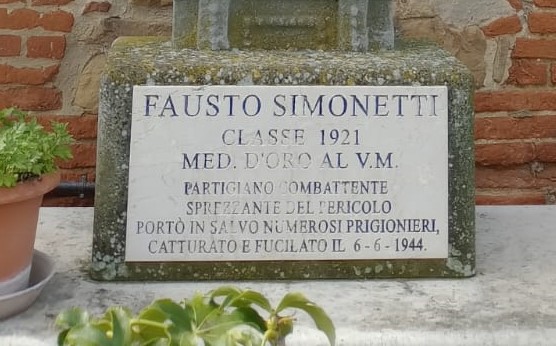 FAUSTO SIMONETTI
CLASSE 1921
MED. D'ORO AL V.M.
PARTIGIANO COMBATTENTE
SPREZZANTE DEL PERICOLO
PORTÒ IN SALVO NUMEROSI PRIGIONIERI,
CATTURATO E FUCILATO IL 6-6-1944.